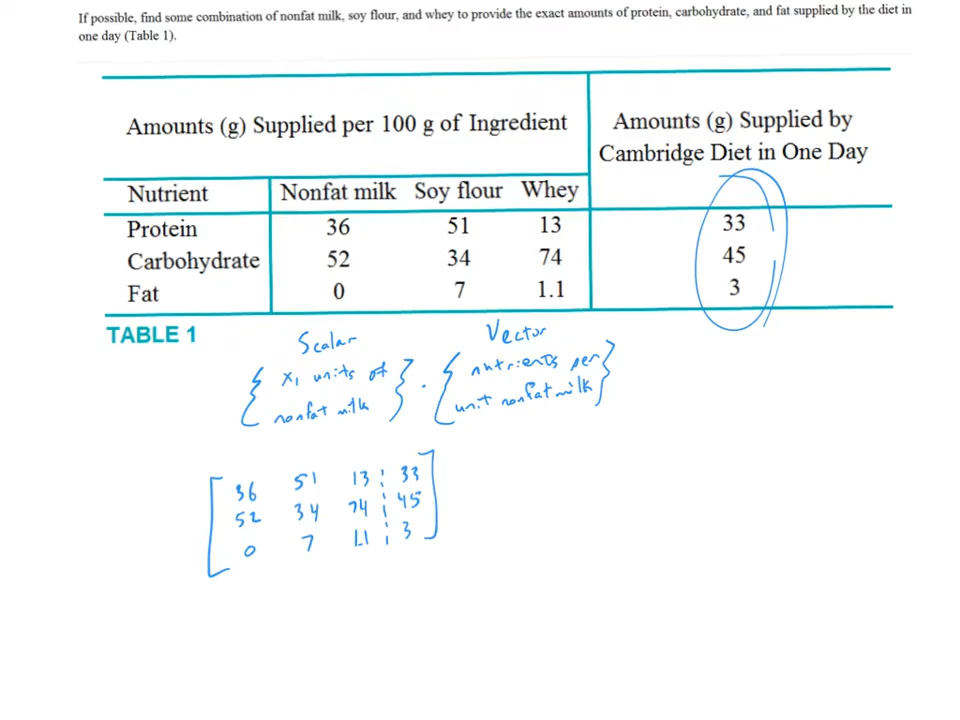 If possible, find some combination of nonfat milk, soy flour, and whey to provide the exact amounts of protein, carbohydrate, and fat supplied by the diet in
one day (Table 1).
Amounts (g) Supplied per 100 g of Ingredient
Amounts (g) Supplied by
Cambridge Diet in One Day
Nutrient Nonfat milk Soy flour Whey
Protein 36 51 13 33
Carbohydrate 52 34 74 45
Fat 0 7 1.1 3
TABLE 1
Scalar Vector
{ x₁ units of } · { nutrients per }
nonfat milk unit nonfat milk
[ 36 51 13 ¦ 33 ]
52 34 74 ¦ 45
0 7 1.1 ¦ 3